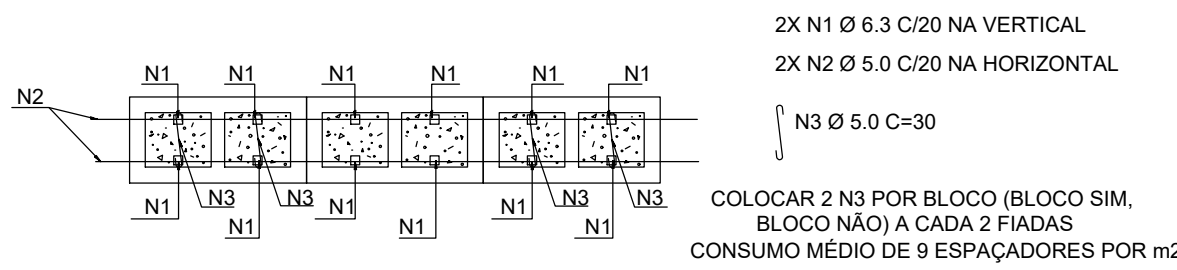 2X N1 Ø 6.3 C/20 NA VERTICAL
2X N2 Ø 5.0 C/20 NA HORIZONTAL
N1 N1 N1 N1 N1 N1
N2
N3 Ø 5.0 C=30
N1 N3 N3 N1 N1 N3 N3
N1 N1 N1
COLOCAR 2 N3 POR BLOCO (BLOCO SIM,
BLOCO NÃO) A CADA 2 FIADAS
CONSUMO MÉDIO DE 9 ESPAÇADORES POR m2